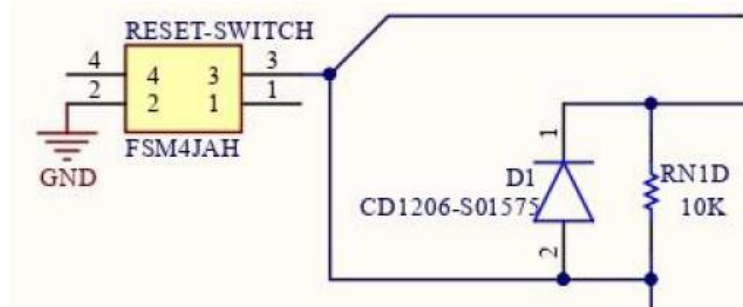 RESET-SWITCH
4 4 3 3
2 2 1 1
FSM4JAH
GND
1
D1
CD1206-S01575
2
RN1D
10K